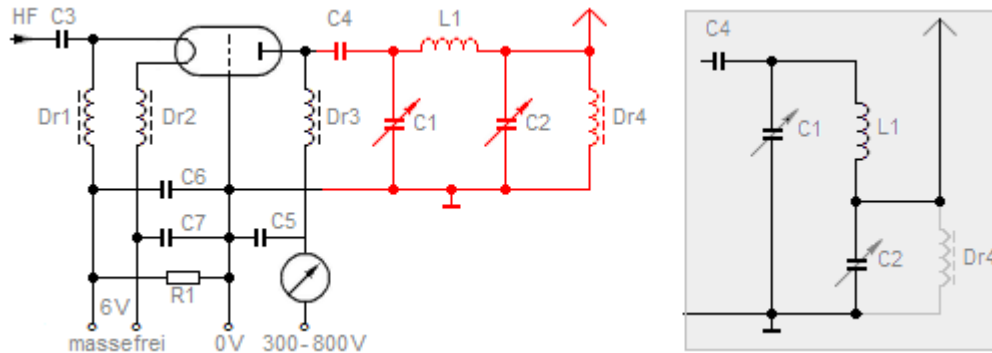 HF C3 C4 L1 C4
Dr1 Dr2 Dr3 C1 C2 Dr4 C1 L1
C6
C7 C5 C2 Dr4
6V R1
massefrei 0V 300-800V